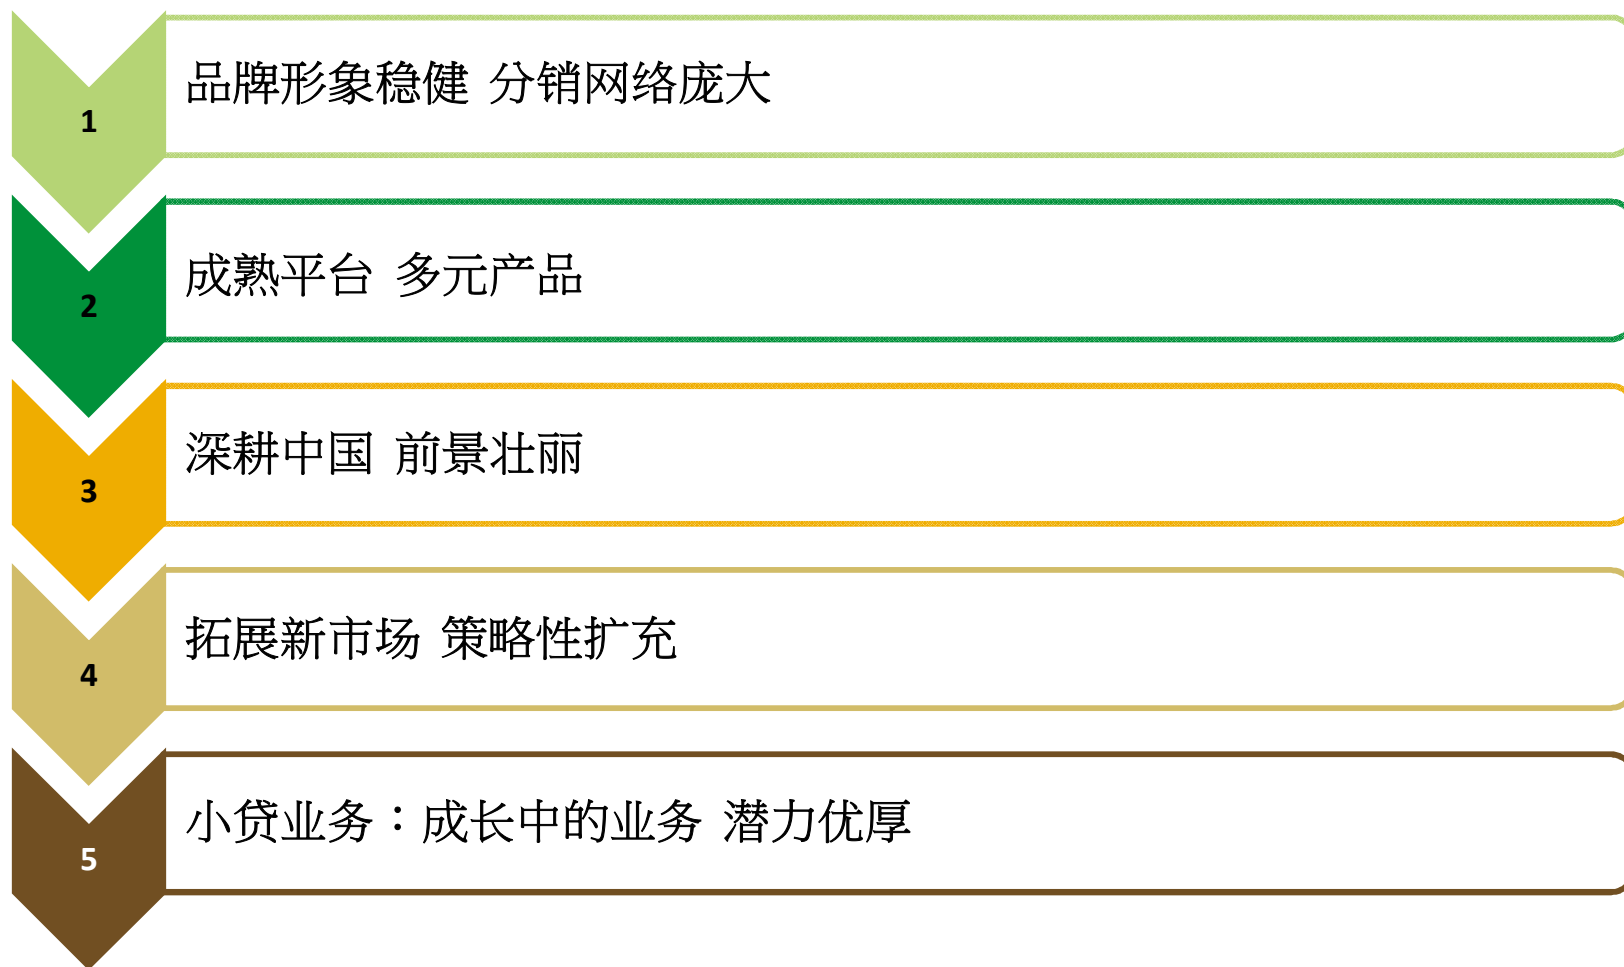 1
品牌形象稳健 分销网络庞大
2
成熟平台 多元产品
3
深耕中国 前景壮丽
4
拓展新市场 策略性扩充
5
小贷业务：成长中的业务 潜力优厚